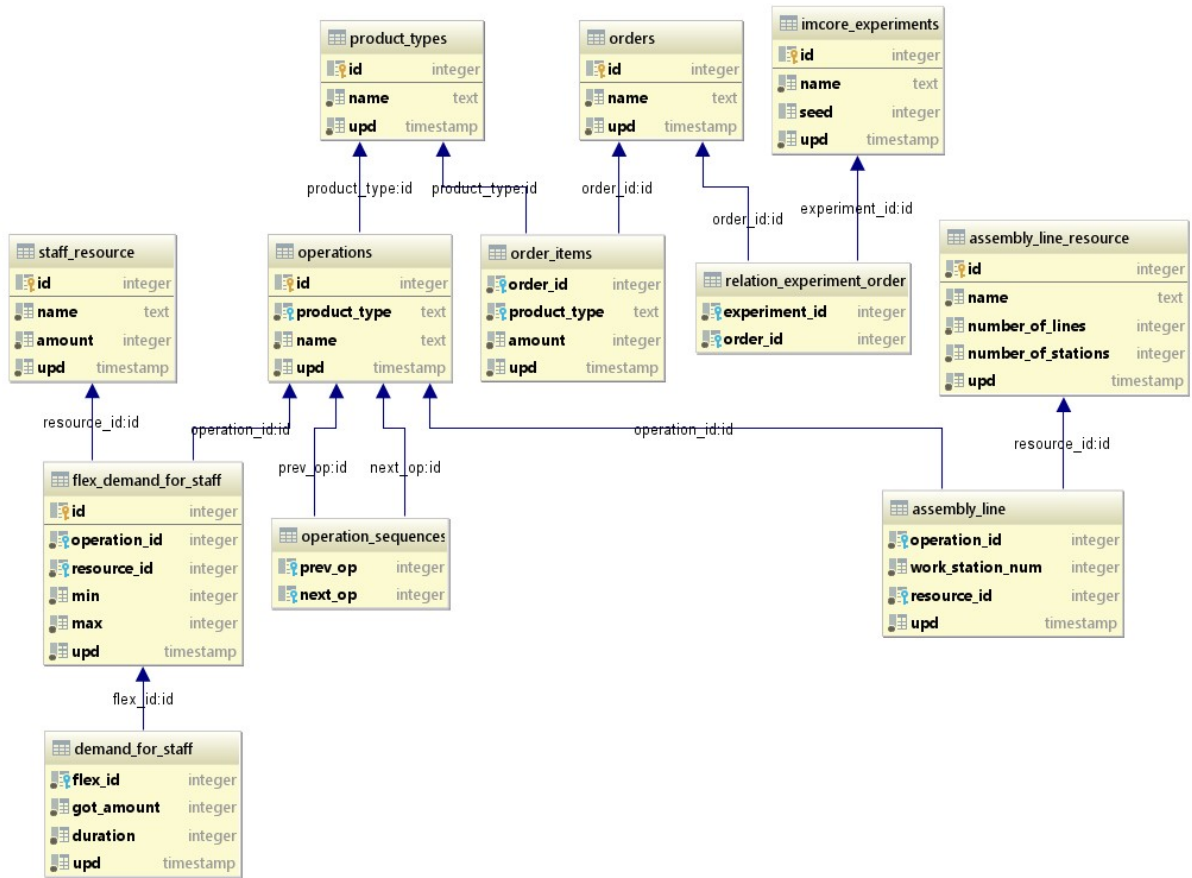 product_types
id integer
name text
upd timestamp
orders
id integer
name text
upd timestamp
imcore_experiments
id integer
name text
seed integer
upd timestamp
product_type:id
product_type:id
order_id:id
order_id:id
experiment_id:id
staff_resource
id integer
name text
amount integer
upd timestamp
operations
id integer
product_type text
name text
upd timestamp
order_items
order_id integer
product_type text
amount integer
upd timestamp
relation_experiment_order
experiment_id integer
order_id integer
assembly_line_resource
id integer
name text
number_of_lines integer
number_of_stations integer
upd timestamp
resource_id:id
operation_id:id
prev_op:id
next_op:id
operation_id:id
resource_id:id
flex_demand_for_staff
id integer
operation_id integer
resource_id integer
min integer
max integer
upd timestamp
operation_sequences
prev_op integer
next_op integer
assembly_line
operation_id integer
work_station_num integer
resource_id integer
upd timestamp
flex_id:id
demand_for_staff
flex_id integer
got_amount integer
duration integer
upd timestamp